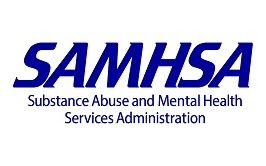 SAMHSA
Substance Abuse and Mental Health
Services Administration